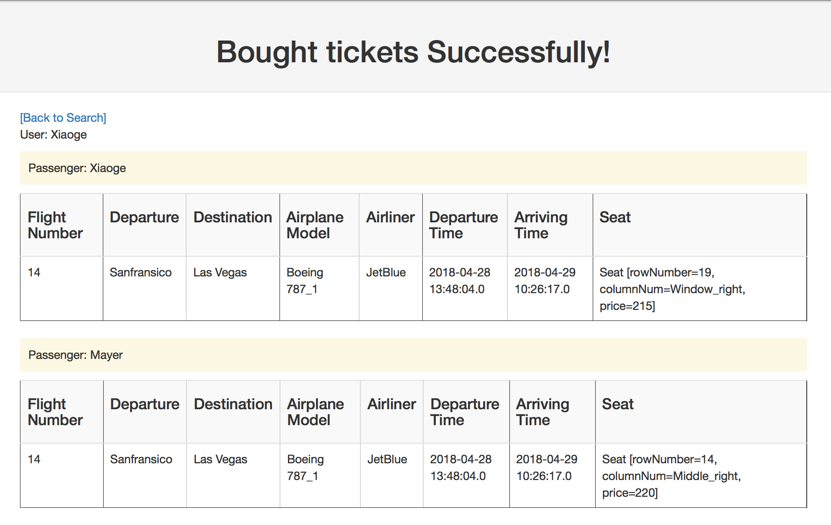 Bought tickets Successfully!
[Back to Search]
User: Xiaoge
Passenger: Xiaoge
Flight Number Departure Destination Airplane Model Airliner Departure Time Arriving Time Seat
14 Sanfransico Las Vegas Boeing 787_1 JetBlue 2018-04-28 13:48:04.0 2018-04-29 10:26:17.0 Seat [rowNumber=19, columnNum=Window_right, price=215]
Passenger: Mayer
Flight Number Departure Destination Airplane Model Airliner Departure Time Arriving Time Seat
14 Sanfransico Las Vegas Boeing 787_1 JetBlue 2018-04-28 13:48:04.0 2018-04-29 10:26:17.0 Seat [rowNumber=14, columnNum=Middle_right, price=220]